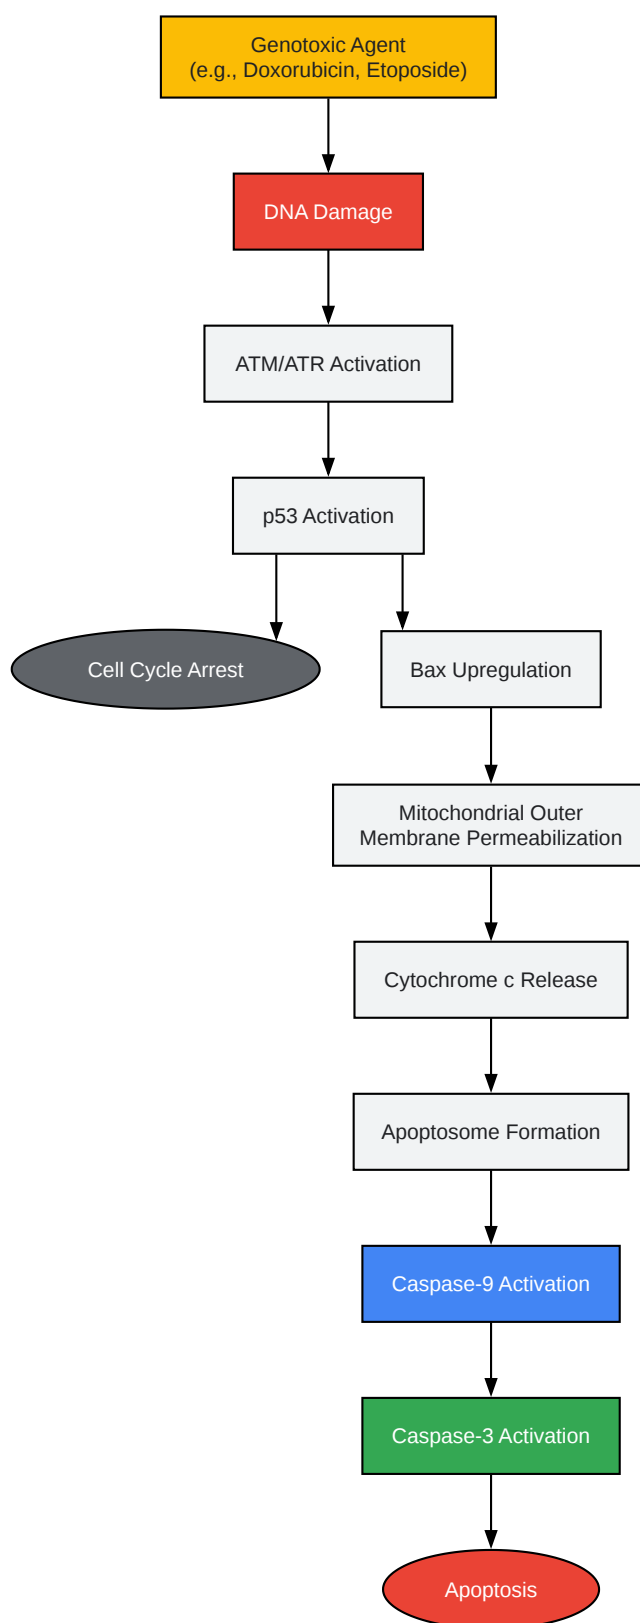 Genotoxic Agent
(e.g., Doxorubicin, Etoposide)
DNA Damage
ATM/ATR Activation
p53 Activation
Cell Cycle Arrest
Bax Upregulation
Mitochondrial Outer
Membrane Permeabilization
Cytochrome c Release
Apoptosome Formation
Caspase-9 Activation
Caspase-3 Activation
Apoptosis